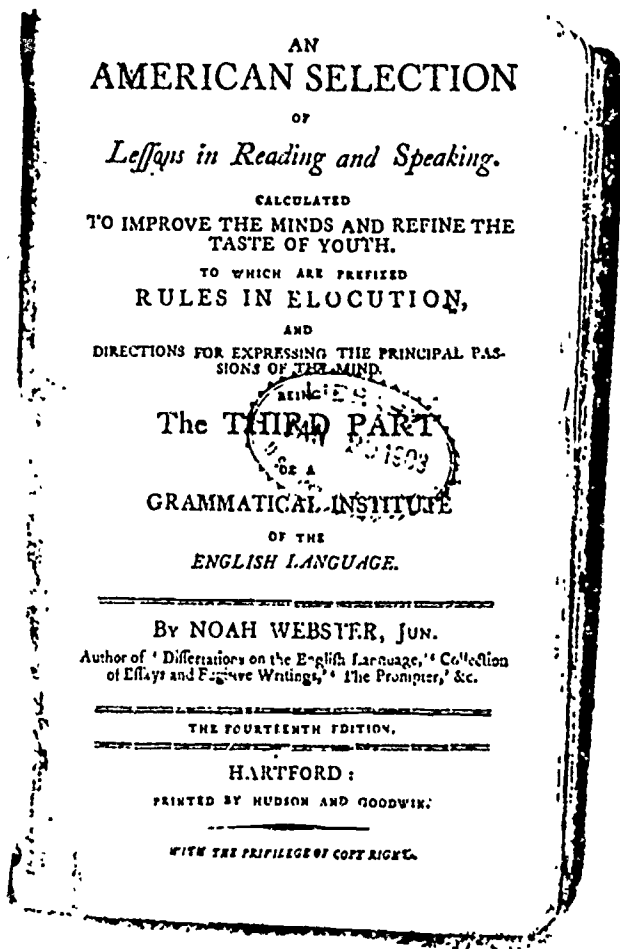 AN
AMERICAN SELECTION
OF
Leſſons in Reading and Speaking.
CALCULATED
TO IMPROVE THE MINDS AND REFINE THE
TASTE OF YOUTH.
TO WHICH ARE PREFIXED
RULES IN ELOCUTION,
AND
DIRECTIONS FOR EXPRESSING THE PRINCIPAL PAS-
SIONS OF THE MIND.
BEING
The THIRD PART
1903
OF A
GRAMMATICAL INSTITUTE
OF THE
ENGLISH LANGUAGE.
BY NOAH WEBSTER, JUN.
Author of ‘ Diſſertations on the Engliſh Language,’ ‘ Collection
of Eſſays and Fugitive Writings,’ ‘ The Prompter,’ &c.
THE FOURTEENTH EDITION.
HARTFORD :
PRINTED BY HUDSON AND GOODWIN.
WITH THE PRIVILEGE OF COPY RIGHT.